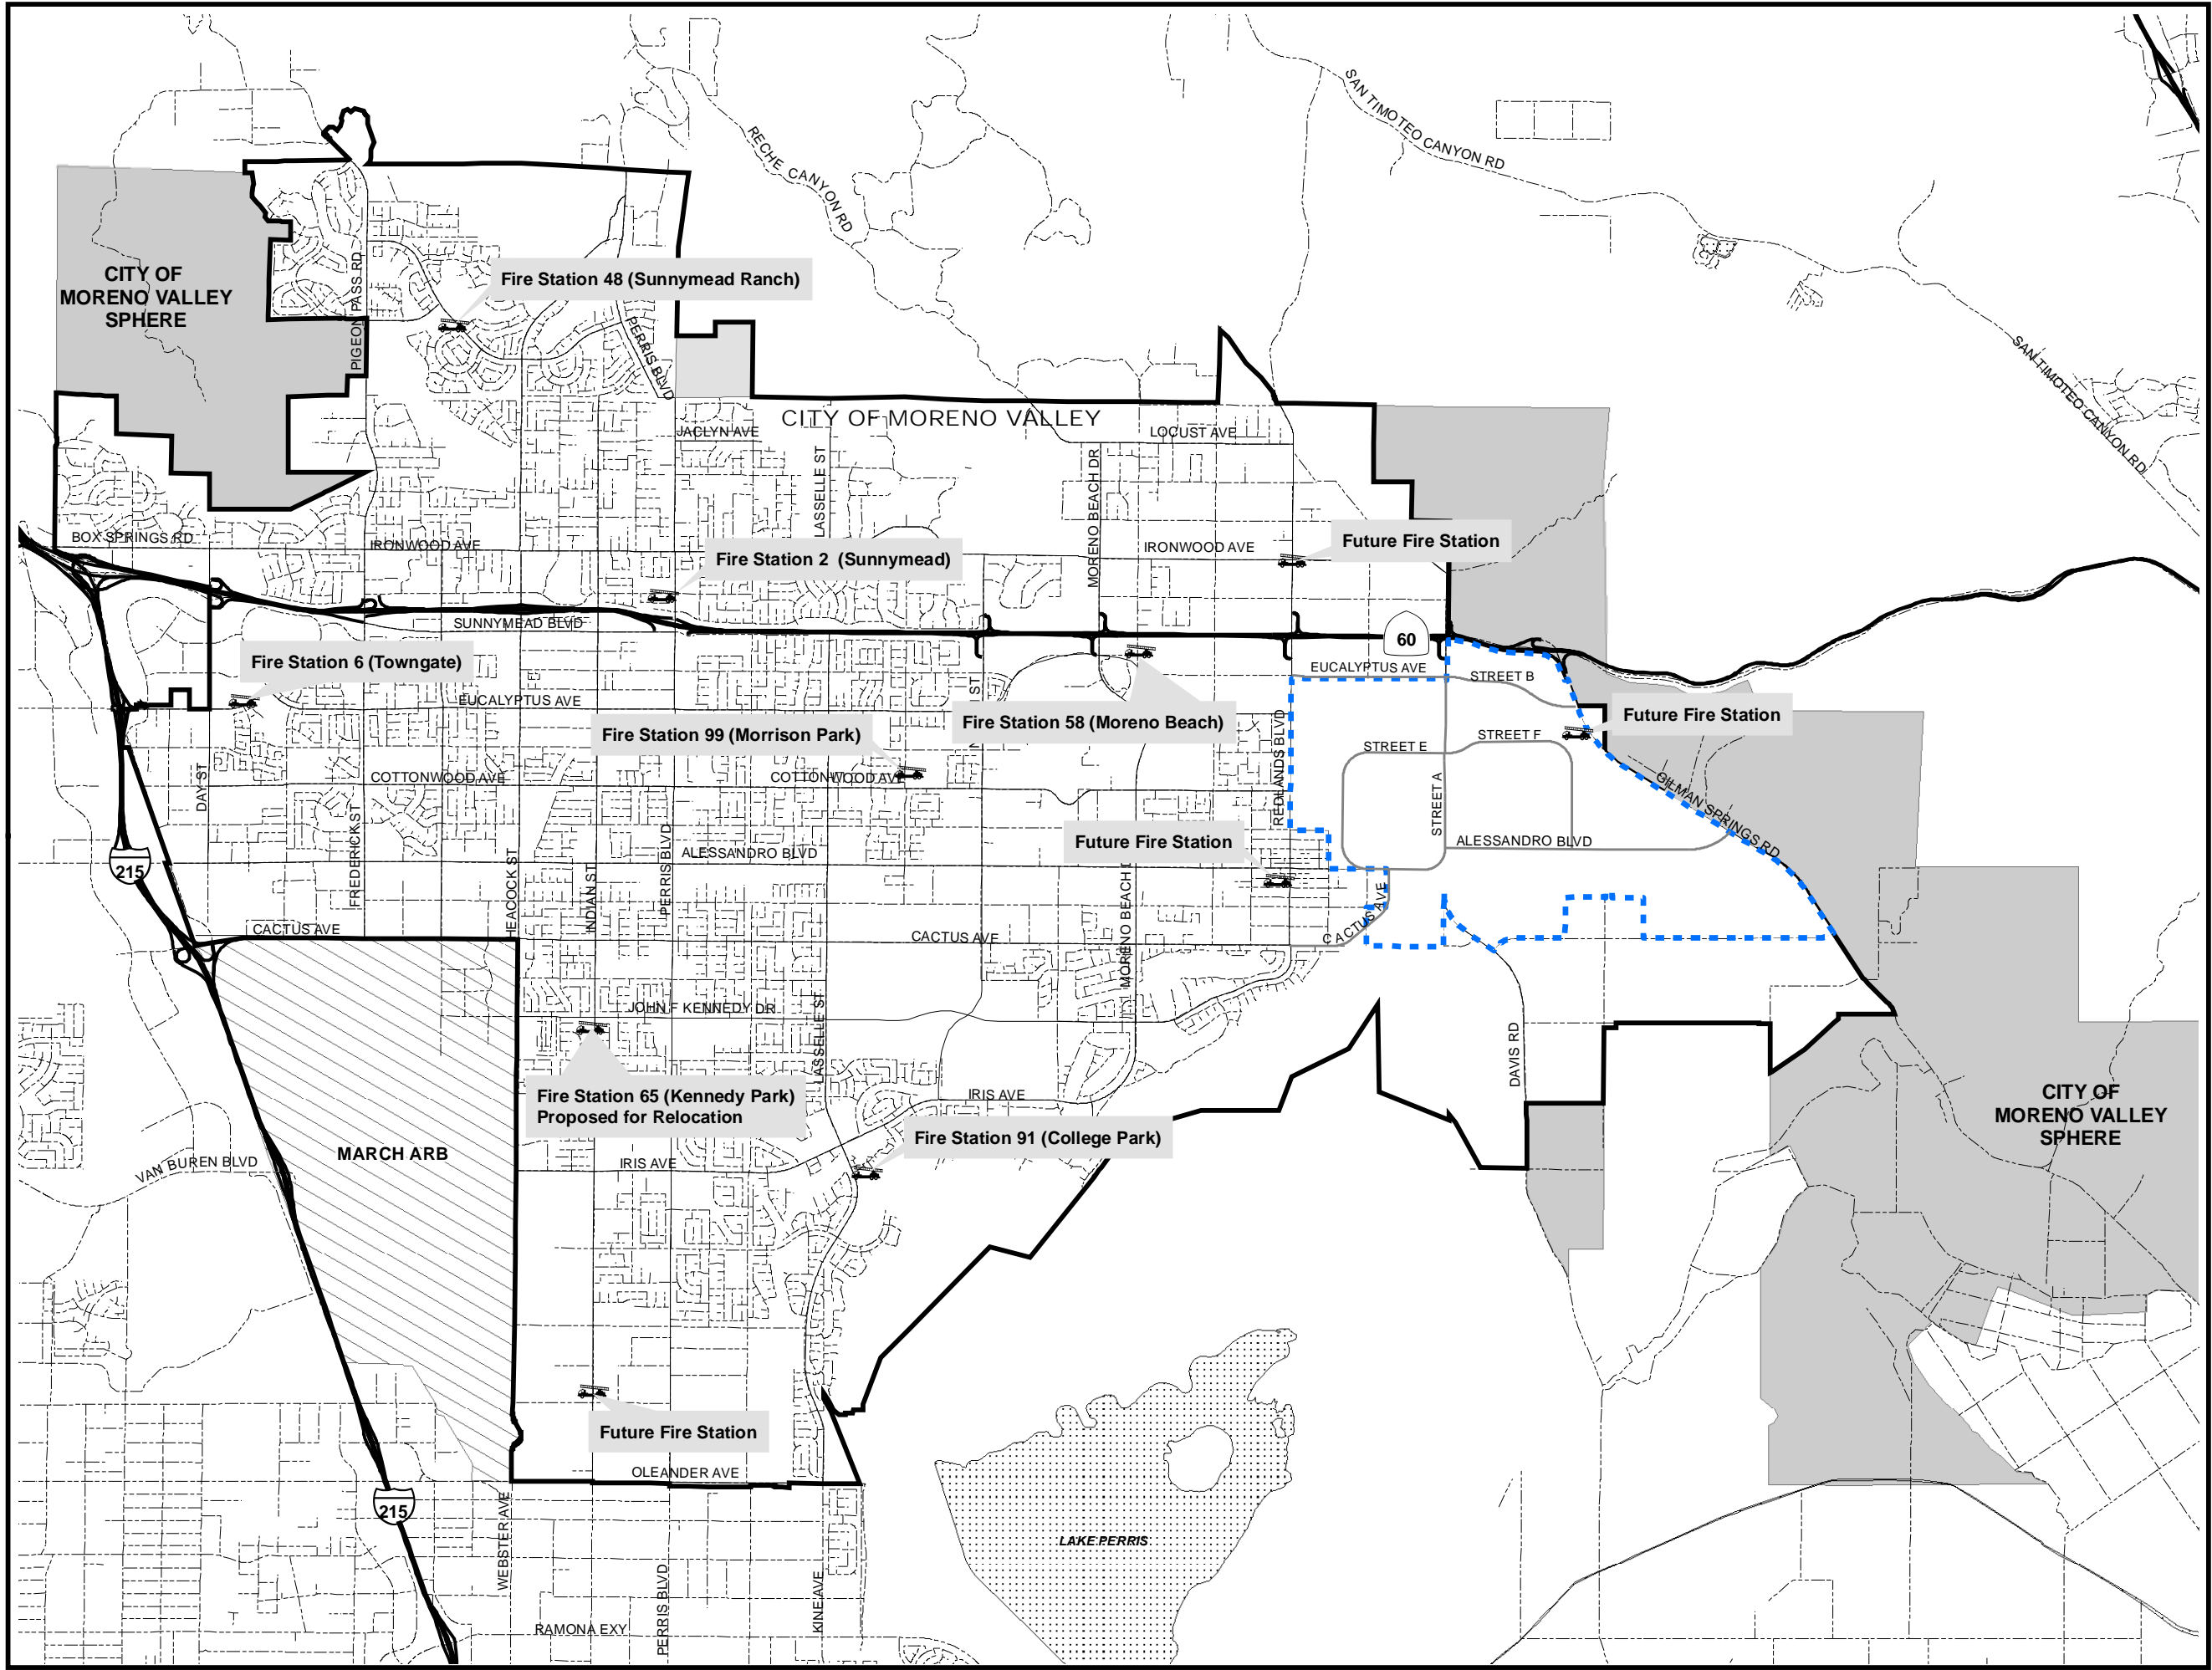 SAN TIMOTEO CANYON RD
RECHE CANYON RD
CITY OF
MORENO VALLEY
SPHERE
PIGEON PASS RD
Fire Station 48 (Sunnymead Ranch)
PERRIS BLVD
SAN TIMOTEO CANYON RD
CITY OF MORENO VALLEY
JACLYN AVE
LOCUST AVE
LASSELLE ST
MORENO BEACH DR
BOX SPRINGS RD
IRONWOOD AVE
IRONWOOD AVE
Future Fire Station
Fire Station 2 (Sunnymead)
SUNNYMEAD BLVD
60
Fire Station 6 (Towngate)
EUCALYPTUS AVE
STREET B
EUCALYPTUS AVE
ST
Fire Station 58 (Moreno Beach)
Future Fire Station
Fire Station 99 (Morrison Park)
REDLANDS BLVD
STREET E
STREET F
DAY ST
COTTONWOOD AVE
COTTONWOOD AVE
STREET A
GILMAN SPRINGS RD
FREDERICK ST
Future Fire Station
ALESSANDRO BLVD
ALESSANDRO BLVD
215
HEACOCK ST
INDIAN ST
PERRIS BLVD
MORENO BEACH
CACTUS AVE
CACTUS AVE
CACTUS AVE
JOHN F KENNEDY DR
LASSELLE ST
DAVIS RD
Fire Station 65 (Kennedy Park)
Proposed for Relocation
IRIS AVE
CITY OF
MORENO VALLEY
SPHERE
Fire Station 91 (College Park)
MARCH ARB
VAN BUREN BLVD
IRIS AVE
Future Fire Station
OLEANDER AVE
215
WEBSTER AVE
LAKE PERRIS
PERRIS BLVD
KINE AVE
RAMONA EXY